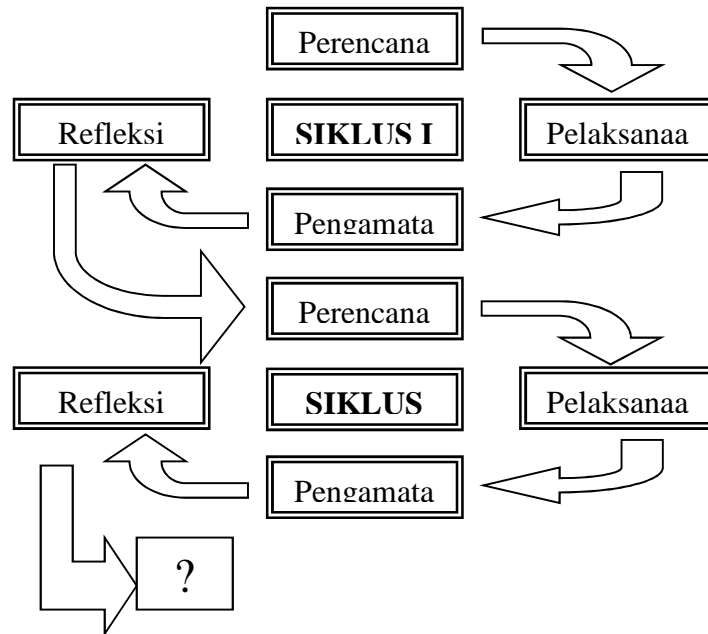 Perencana
Refleksi
SIKLUS I
Pelaksanaa
Pengamata
Perencana
Refleksi
SIKLUS
Pelaksanaa
Pengamata
?